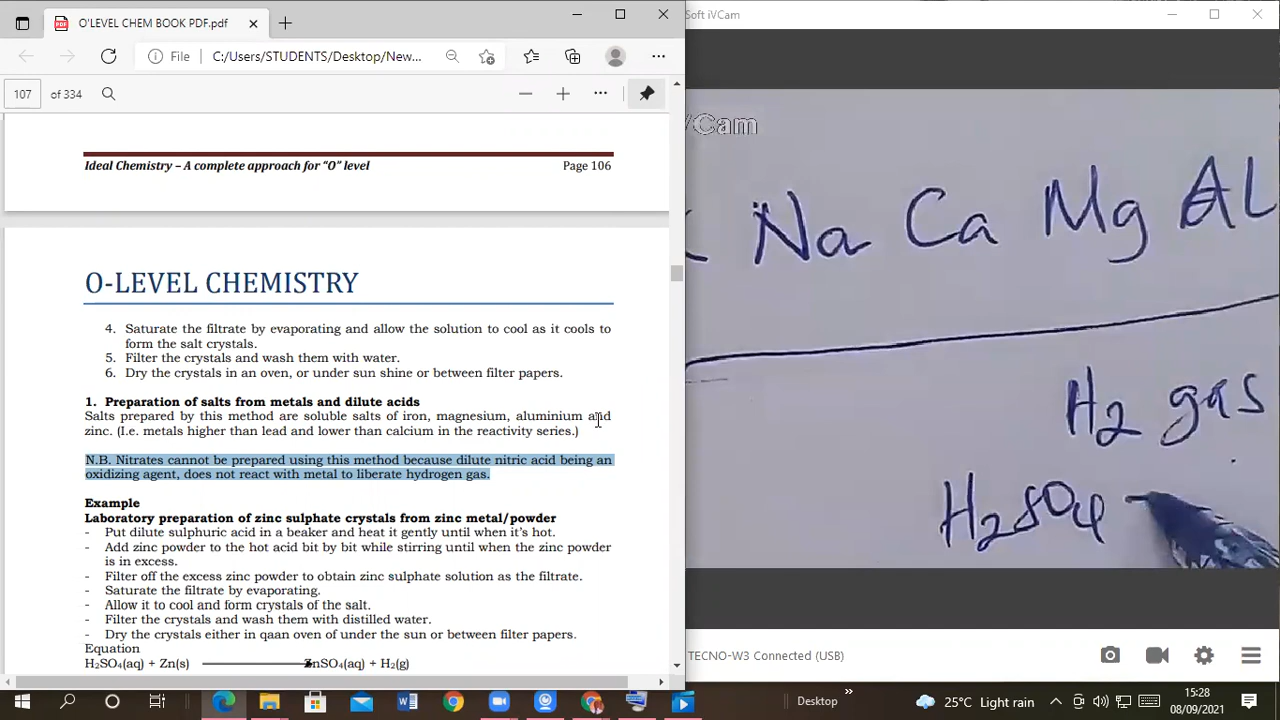 O'LEVEL CHEM BOOK PDF.pdf
Soft iVCam
File C:/Users/STUDENTS/Desktop/New...
107 of 334
/Cam
Ideal Chemistry – A complete approach for “0” level Page 106
Na Ca Mg AL
O-LEVEL CHEMISTRY
4. Saturate the filtrate by evaporating and allow the solution to cool as it cools to
form the salt crystals.
5. Filter the crystals and wash them with water.
6. Dry the crystals in an oven, or under sun shine or between filter papers.
1. Preparation of salts from metals and dilute acids
Salts prepared by this method are soluble salts of iron, magnesium, aluminium and
zinc. (I.e. metals higher than lead and lower than calcium in the reactivity series.)
N.B. Nitrates cannot be prepared using this method because dilute nitric acid being an
oxidizing agent, does not react with metal to liberate hydrogen gas.
Example
Laboratory preparation of zinc sulphate crystals from zinc metal/powder
- Put dilute sulphuric acid in a beaker and heat it gently until when it’s hot.
- Add zinc powder to the hot acid bit by bit while stirring until when the zinc powder
is in excess.
- Filter off the excess zinc powder to obtain zinc sulphate solution as the filtrate.
- Saturate the filtrate by evaporating.
- Allow it to cool and form crystals of the salt.
- Filter the crystals and wash them with distilled water.
- Dry the crystals either in qaan oven of under the sun or between filter papers.
Equation
H₂SO₄(aq) + Zn(s) ZnSO₄(aq) + H₂(g)
H2 gas
H2SO4
TECNO-W3 Connected (USB)
Desktop
25°C Light rain
15:28
08/09/2021